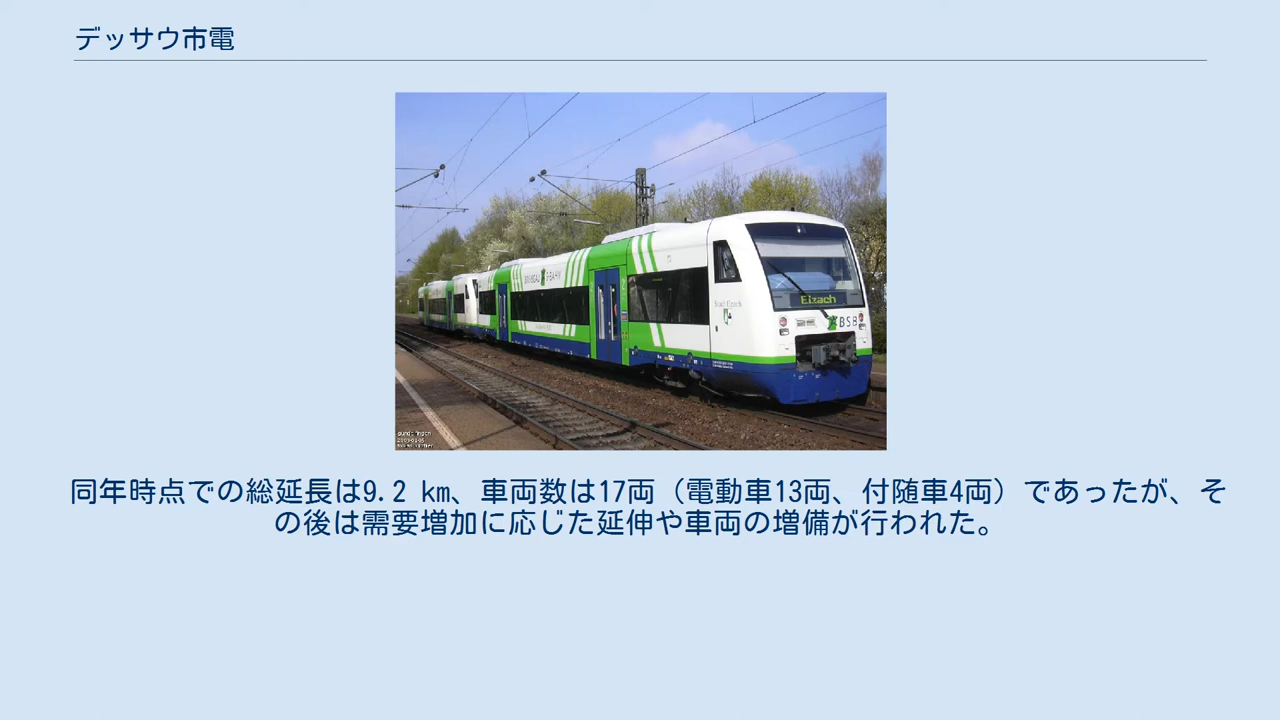 デッサウ市電
Elzach
BSB
同年時点での総延長は9.2 km、車両数は17両（電動車13両、付随車4両）であったが、そ
の後は需要増加に応じた延伸や車両の増備が行われた。